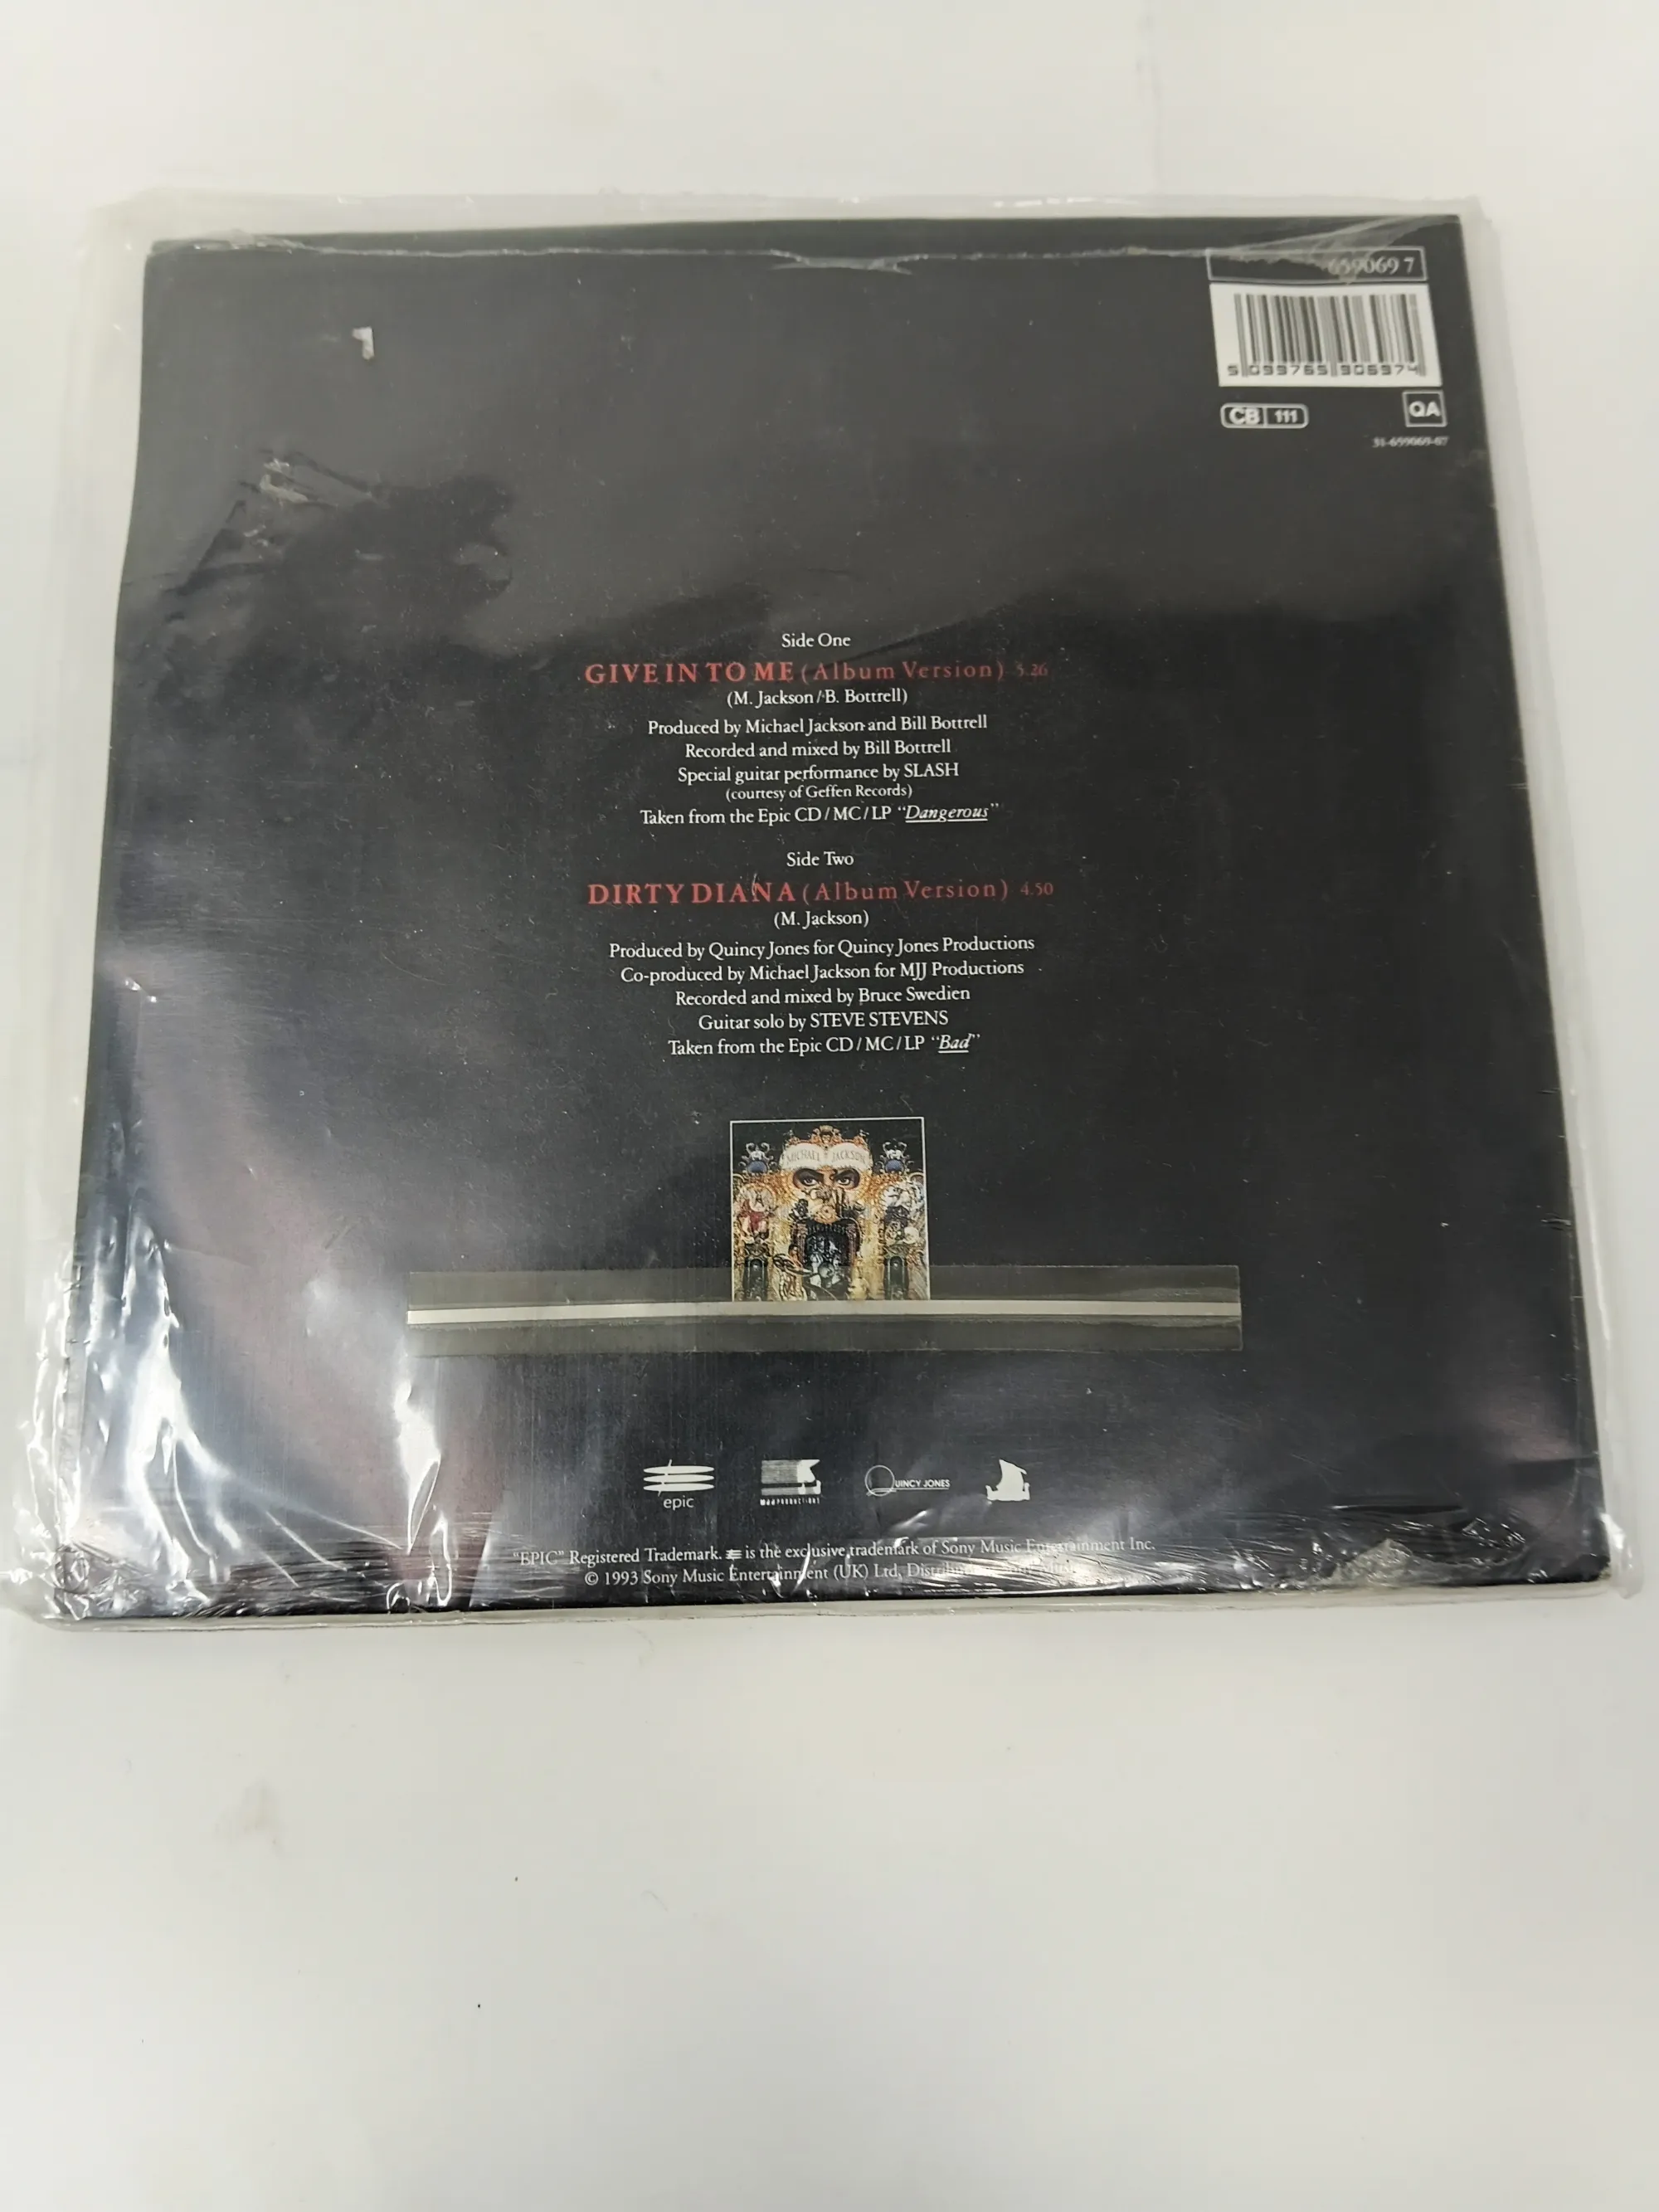 659069 7
5 099765 906974
CB 111
QA
31-659069-07
Side One
GIVE IN TO ME (Album Version) 5.26
(M. Jackson / B. Bottrell)
Produced by Michael Jackson and Bill Bottrell
Recorded and mixed by Bill Bottrell
Special guitar performance by SLASH
(courtesy of Geffen Records)
Taken from the Epic CD/MC/LP "Dangerous"
Side Two
DIRTY DIANA (Album Version) 4.50
(M. Jackson)
Produced by Quincy Jones for Quincy Jones Productions
Co-produced by Michael Jackson for MJJ Productions
Recorded and mixed by Bruce Swedien
Guitar solo by STEVE STEVENS
Taken from the Epic CD/MC/LP "Bad"
MICHAEL JACKSON
epic
MJJ PRODUCTIONS
QUINCY JONES
"EPIC" Registered Trademark. is the exclusive trademark of Sony Music Entertainment Inc.
© 1993 Sony Music Entertainment (UK) Ltd,